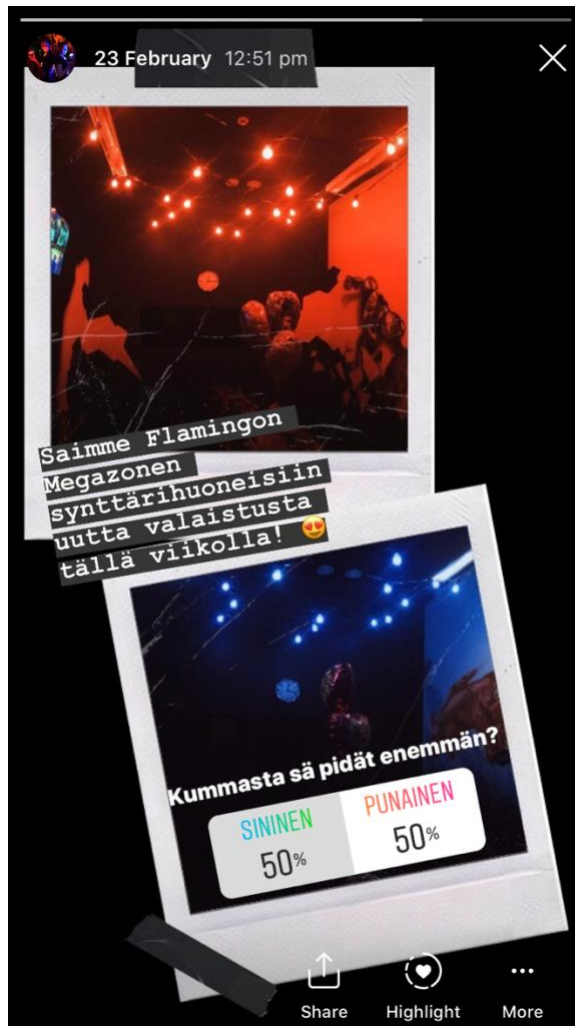 23 February 12:51 pm
Saimme Flamingon
Megazonen
synttärihuoneisiin
uutta valaistusta
tällä viikolla! 😍
Kummasta sä pidät enemmän?
SININEN PUNAINEN
50% 50%
Share Highlight More